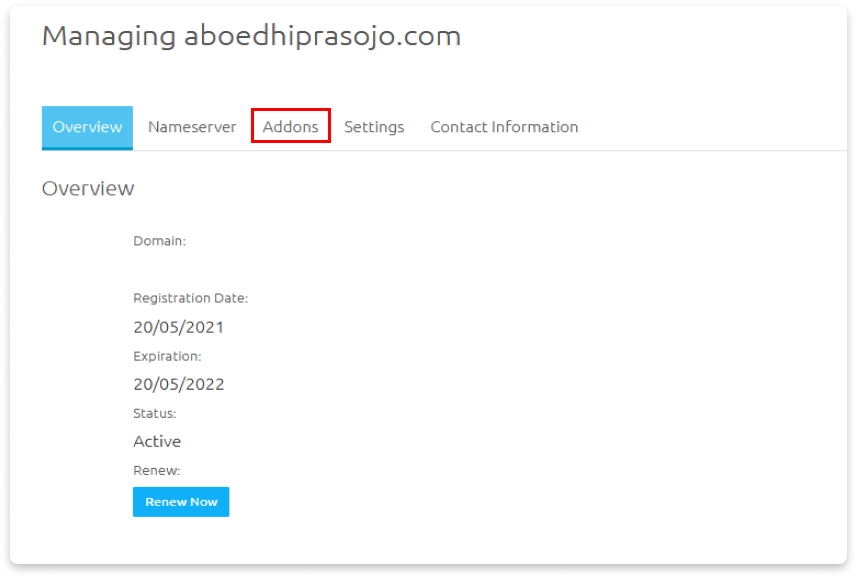 Managing aboedhiprasojo.com
Overview Nameserver Addons Settings Contact Information
Overview
Domain:
Registration Date:
20/05/2021
Expiration:
20/05/2022
Status:
Active
Renew:
Renew Now